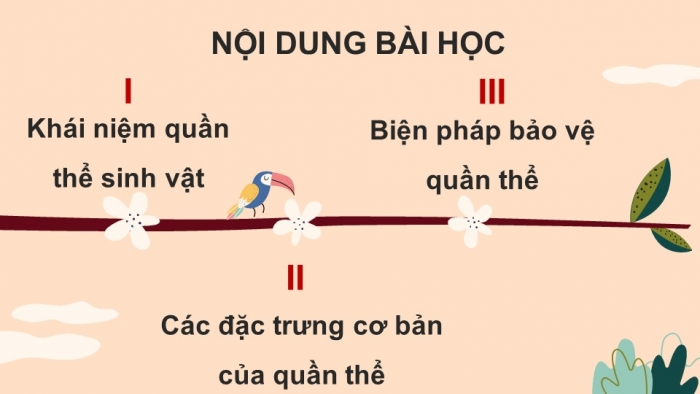 NỘI DUNG BÀI HỌC
I
Khái niệm quần
thể sinh vật
II
Các đặc trưng cơ bản
của quần thể
III
Biện pháp bảo vệ
quần thể